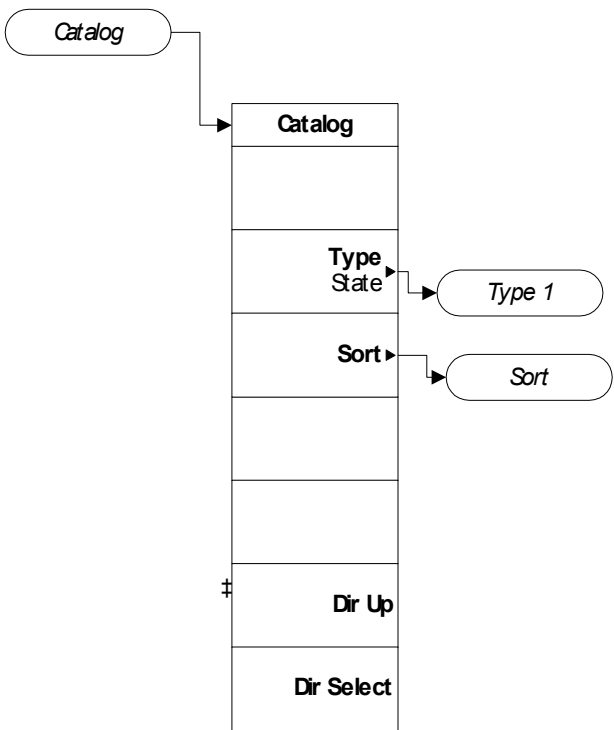 Catalog
Catalog
Type
State
Type 1
Sort
Sort
‡
Dir Up
Dir Select